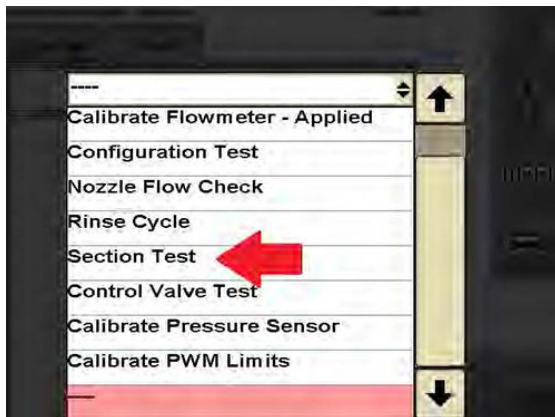 ----
Calibrate Flowmeter - Applied
Configuration Test
Nozzle Flow Check
Rinse Cycle
Section Test
Control Valve Test
Calibrate Pressure Sensor
Calibrate PWM Limits
----